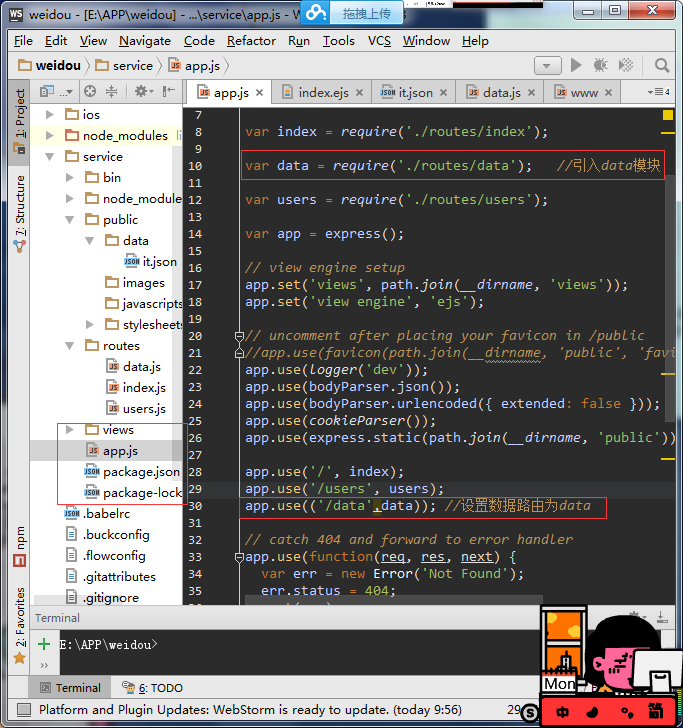 WS weidou - [E:\APP\weidou] - ...\service\app.js - W
拖拽上传
File Edit View Navigate Code Refactor Run Tools VCS Window Help
weidou service app.js
1: Project
7: Structure
npm
2: Favorites
app.js × index.ejs × it.json × data.js × www × 4
ios
node_modules li
service
bin
node_module
public
data
it.json
images
javascripts
stylesheets
routes
data.js
index.js
users.js
views
app.js
package.json
package-lock
.babelrc
.buckconfig
.flowconfig
.gitattributes
.gitignore
7
8 var index = require('./routes/index');
9
10 var data = require('./routes/data'); //引入data模块
11
12 var users = require('./routes/users');
13
14 var app = express();
15
16 // view engine setup
17 app.set('views', path.join(__dirname, 'views'));
18 app.set('view engine', 'ejs');
19
20 // uncomment after placing your favicon in /public
21 //app.use(favicon(path.join(__dirname, 'public', 'favi
22 app.use(logger('dev'));
23 app.use(bodyParser.json());
24 app.use(bodyParser.urlencoded({ extended: false }));
25 app.use(cookieParser());
26 app.use(express.static(path.join(__dirname, 'public'))
27
28 app.use('/', index);
29 app.use('/users', users);
30 app.use(('/data',data)); //设置数据路由为data
31
32 // catch 404 and forward to error handler
33 app.use(function(req, res, next) {
34 var err = new Error('Not Found');
35 err.status = 404;
Terminal
E:\APP\weidou>
Terminal 6: TODO
Platform and Plugin Updates: WebStorm is ready to update. (today 9:56) 29
Mon
S 中 简